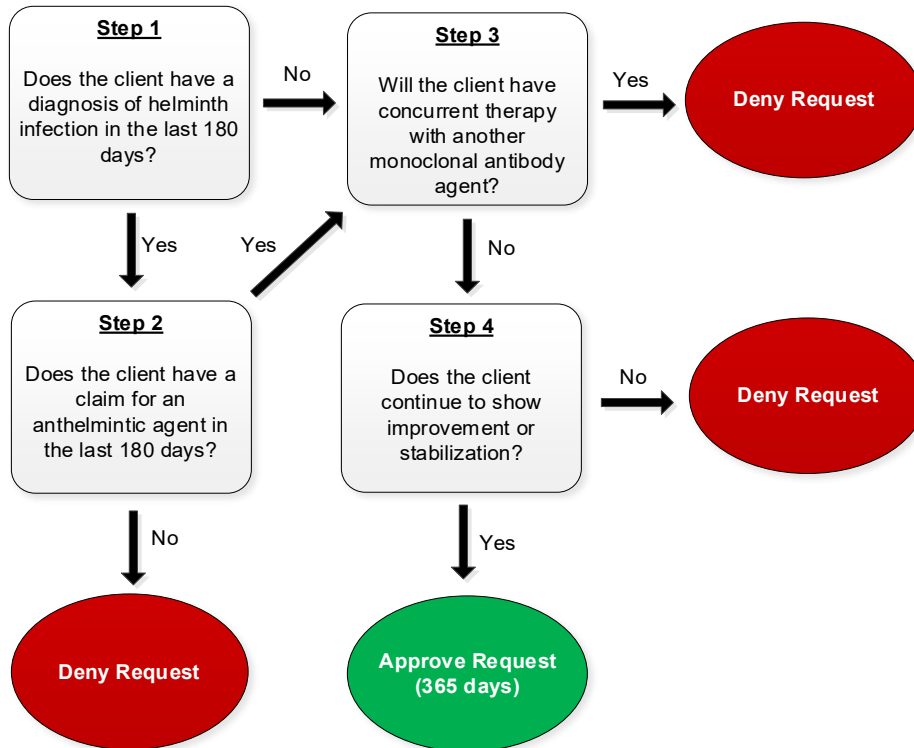 Step 1
Does the client have a
diagnosis of helminth
infection in the last 180
days?
No
Step 3
Will the client have
concurrent therapy
with another
monoclonal antibody
agent?
Yes
Deny Request
Yes
Yes
No
Step 2
Does the client have a
claim for an
anthelmintic agent in
the last 180 days?
Step 4
Does the client
continue to show
improvement or
stabilization?
No
Deny Request
No
Yes
Deny Request
Approve Request
(365 days)